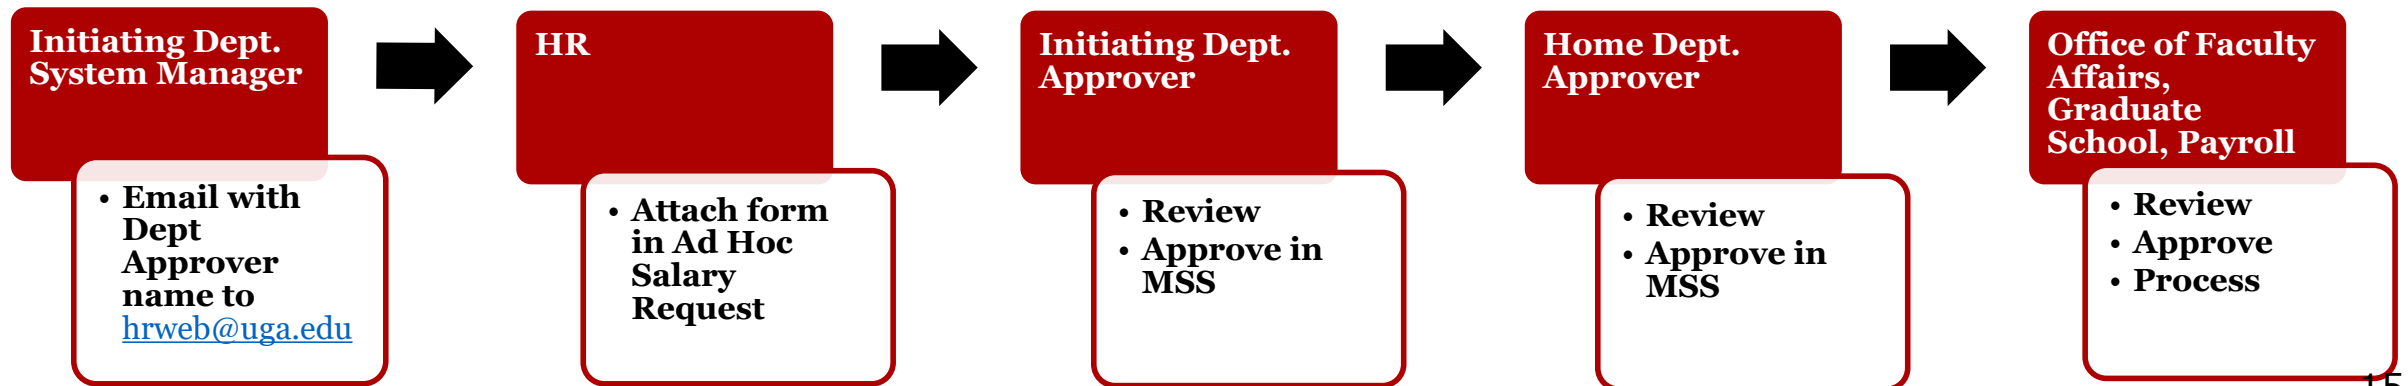 Initiating Dept.
System Manager
• Email with
Dept
Approver
name to
hrweb@uga.edu
HR
• Attach form
in Ad Hoc
Salary
Request
Initiating Dept.
Approver
• Review
• Approve in
MSS
Home Dept.
Approver
• Review
• Approve in
MSS
Office of Faculty
Affairs,
Graduate
School, Payroll
• Review
• Approve
• Process
15